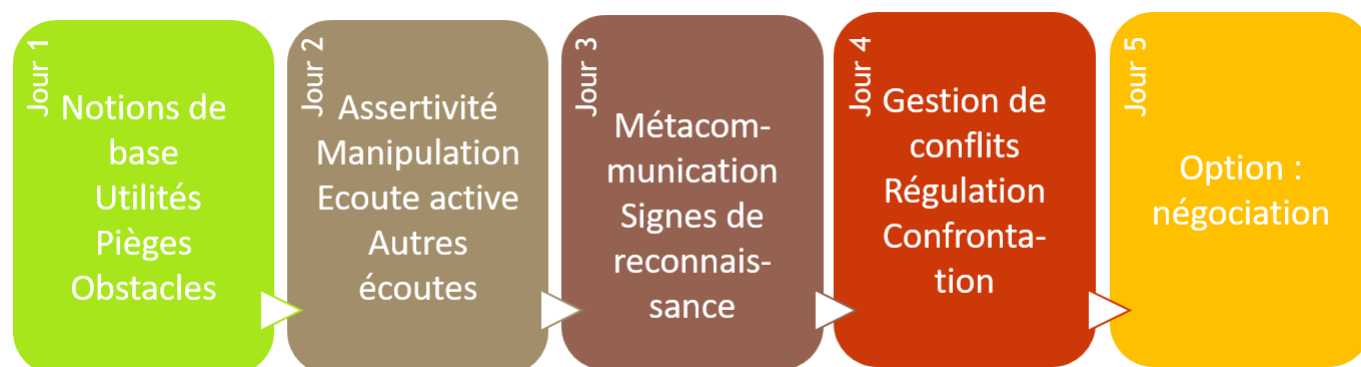 Jour 1
Notions de
base
Utilités
Pièges
Obstacles
Jour 2
Assertivité
Manipulation
Ecoute active
Autres
écoutes
Jour 3
Métacom-
munication
Signes de
reconnais-
sance
Jour 4
Gestion de
conflits
Régulation
Confronta-
tion
Jour 5
Option :
négociation